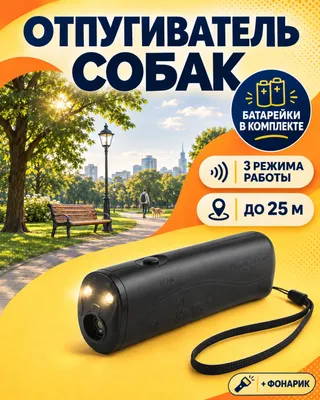 ОТПУГИВАТЕЛЬ
СОБАК
БАТАРЕЙКИ
В КОМПЛЕКТЕ
3 РЕЖИМА
РАБОТЫ
ДО 25 М
+ ФОНАРИК